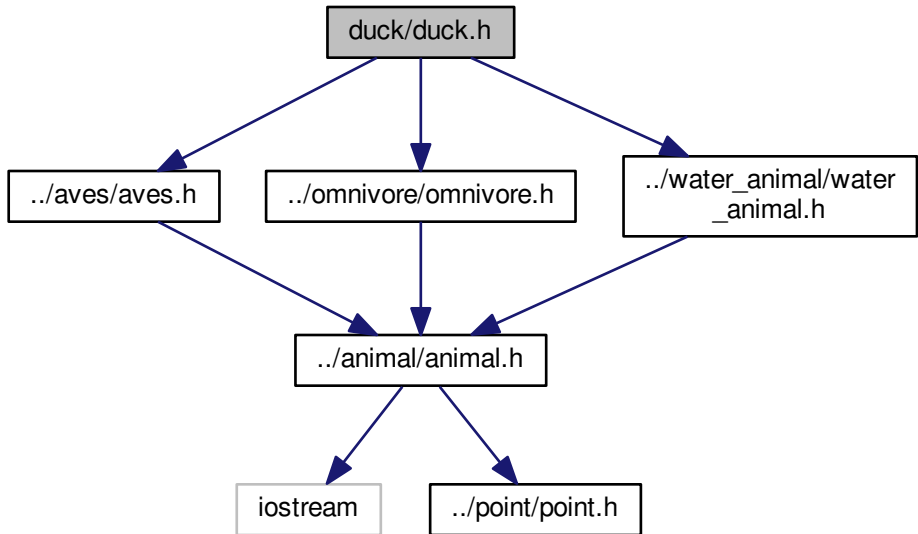 duck/duck.h
../aves/aves.h
../omnivore/omnivore.h
../water_animal/water
_animal.h
../animal/animal.h
iostream
../point/point.h